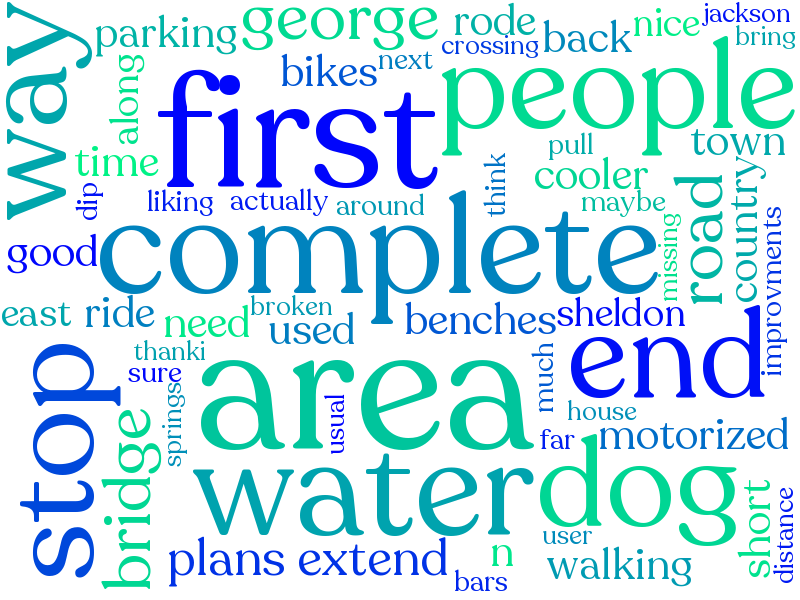 way
parking
george
rode
back
nice
jackson
crossing
bring
bikes
next
people
along
first
time
town
pull
cooler
think
dip
liking
actually
around
maybe
road
country
good
complete
missing
improvments
east
ride
need
broken
used
benches
sheldon
end
stop
thanki
sure
springs
area
usual
much
house
far
motorized
bridge
water
dog
short
distance
plans
extend
n
user
walking
bars